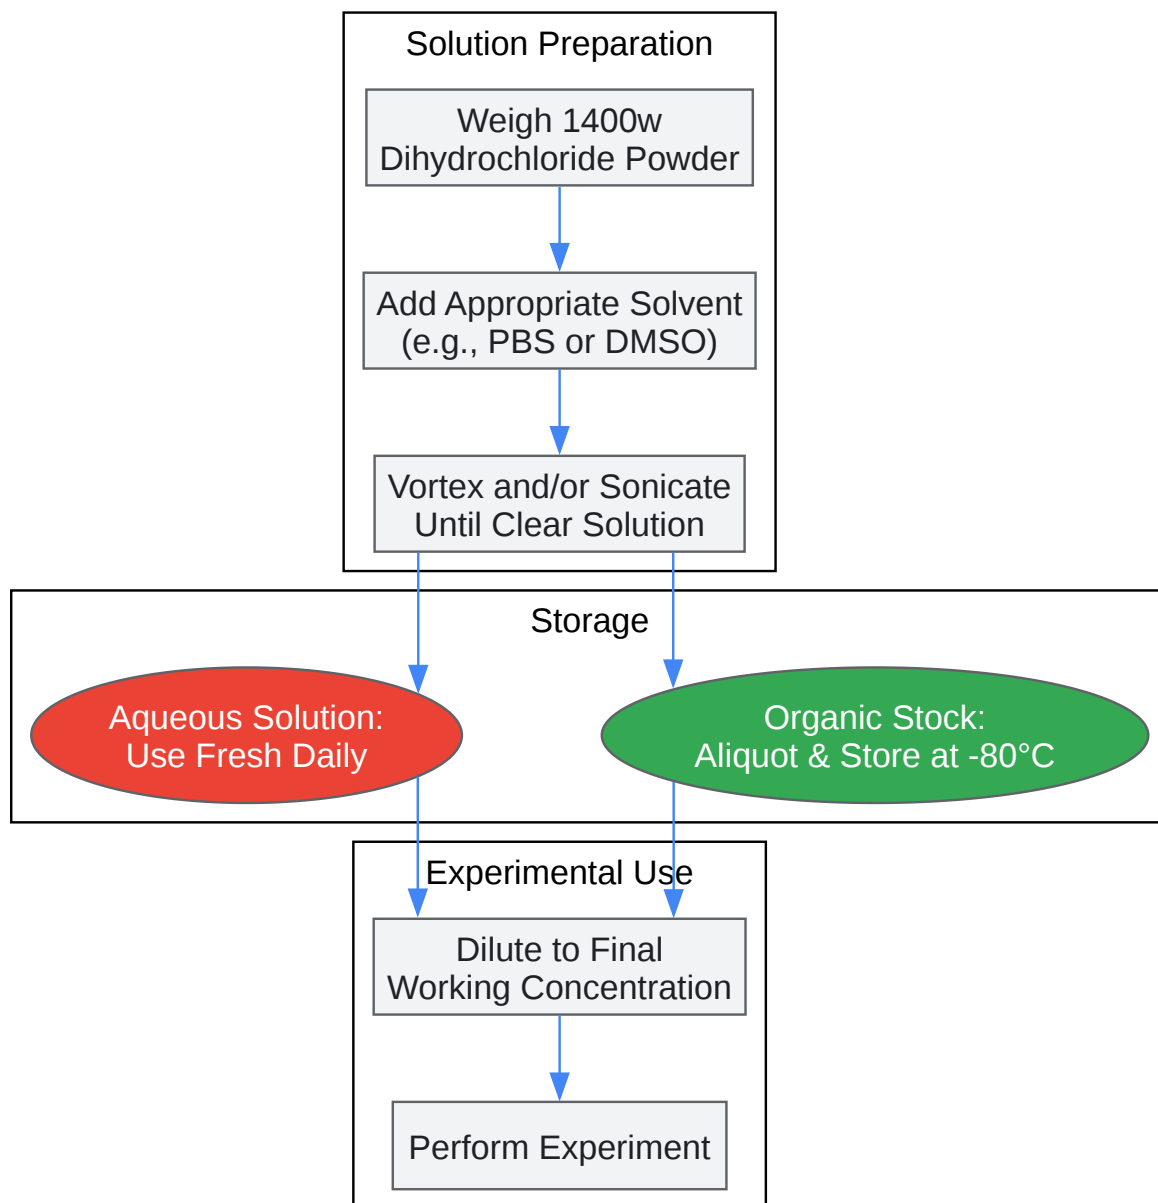 Solution Preparation
Weigh 1400w
Dihydrochloride Powder
Add Appropriate Solvent
(e.g., PBS or DMSO)
Vortex and/or Sonicate
Until Clear Solution
Storage
Aqueous Solution:
Use Fresh Daily
Organic Stock:
Aliquot & Store at -80°C
Experimental Use
Dilute to Final
Working Concentration
Perform Experiment